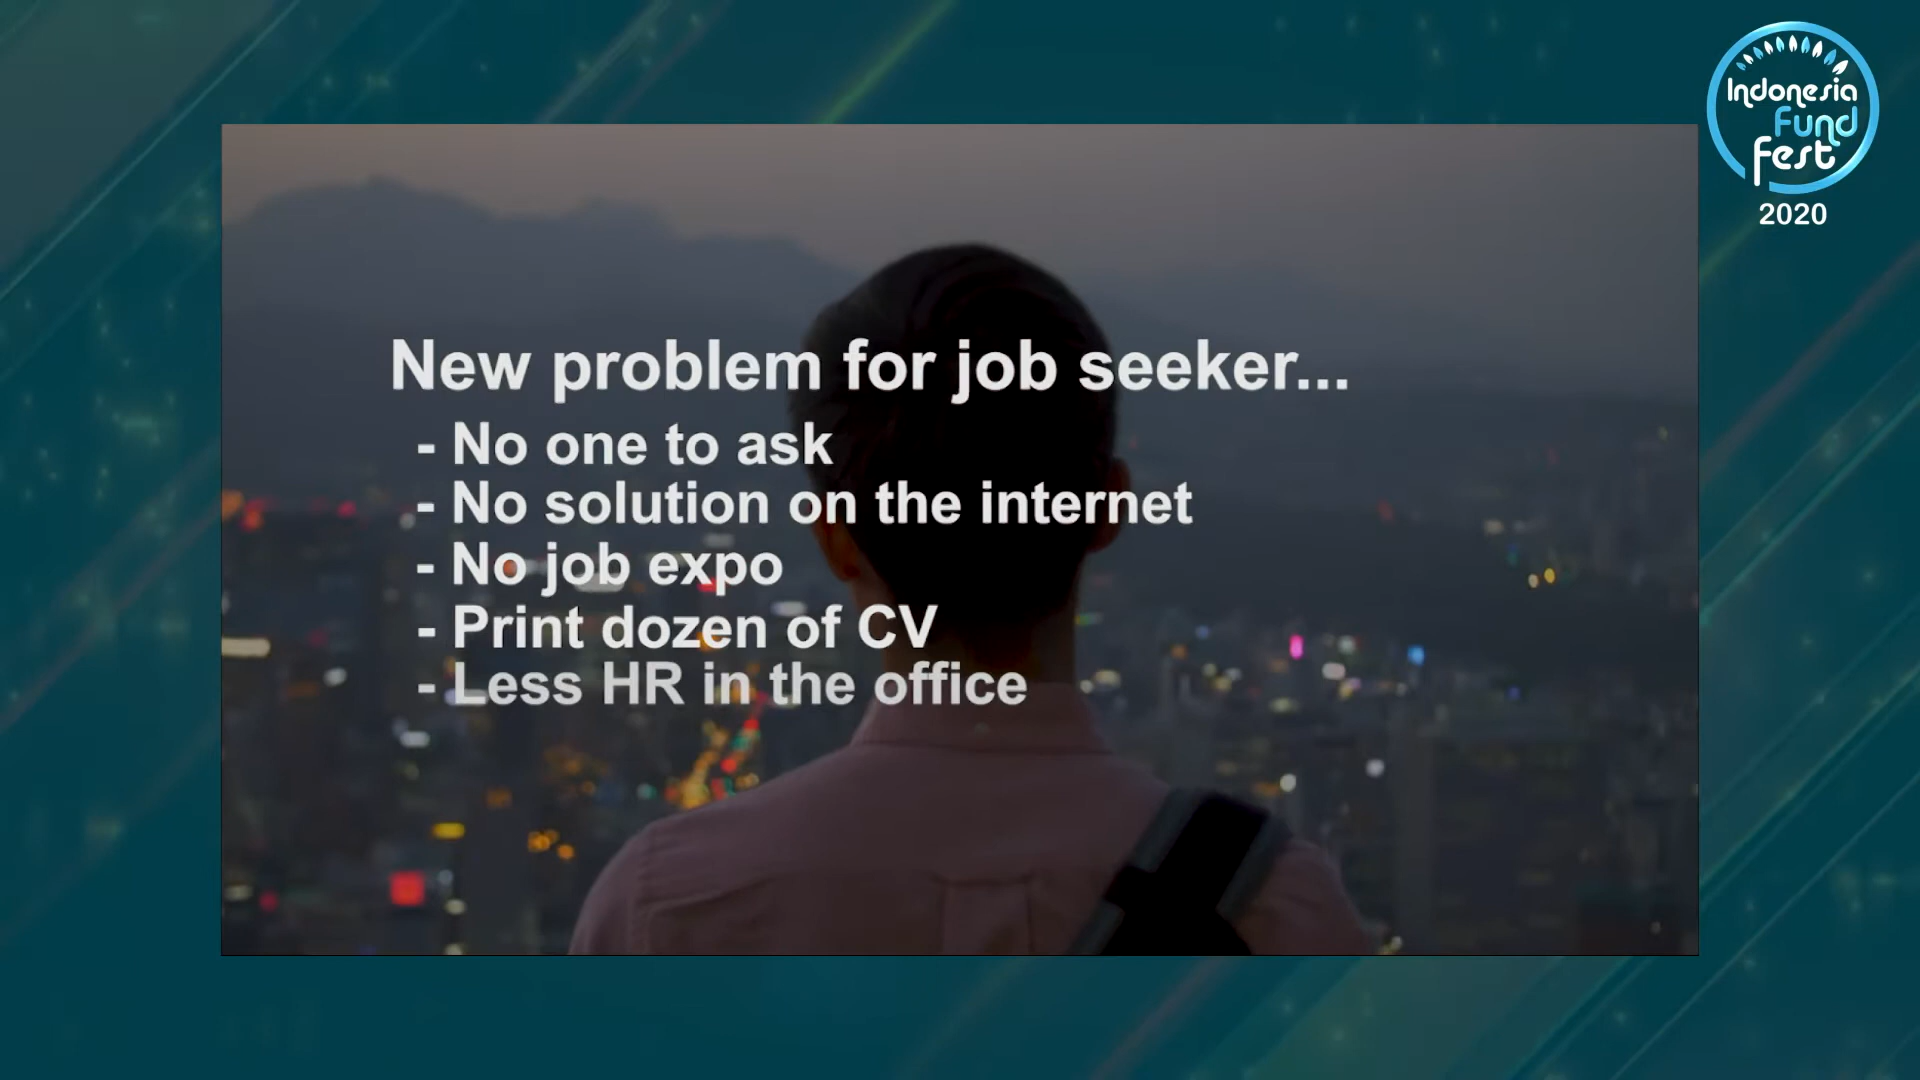 Indonesia
Fund
Fest
2020
New problem for job seeker...
- No one to ask
- No solution on the internet
- No job expo
- Print dozen of CV
- Less HR in the office